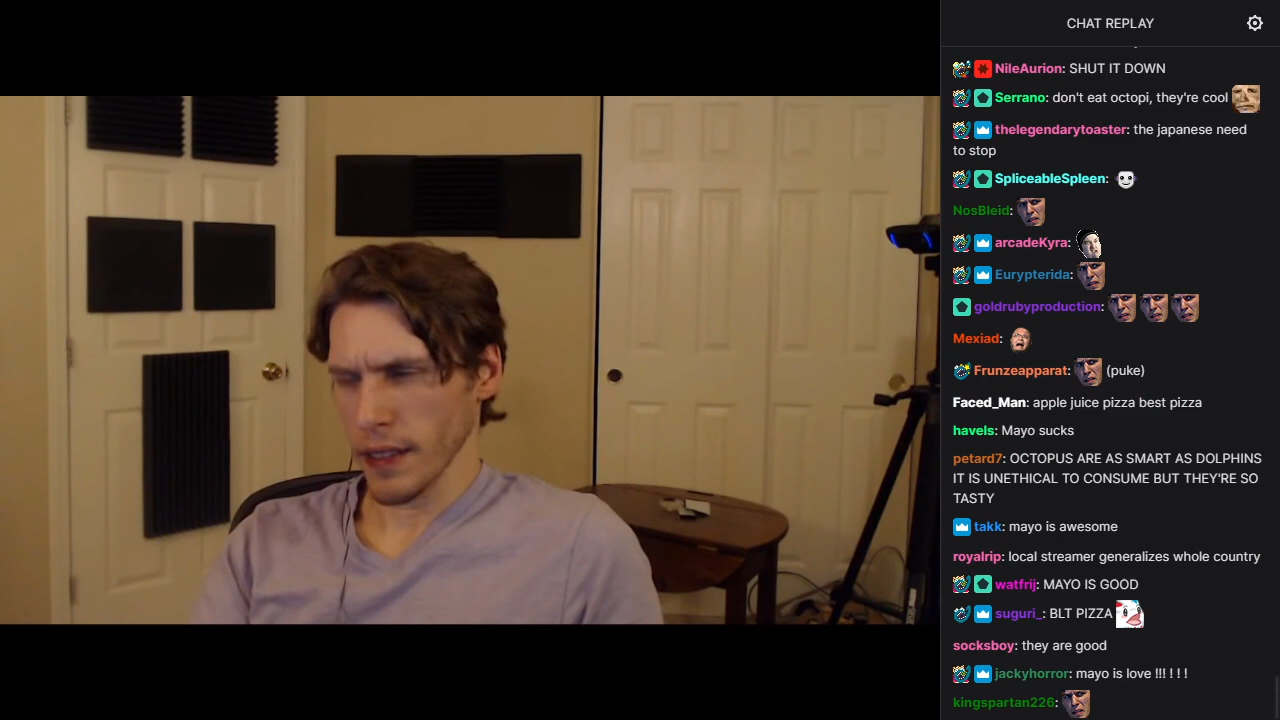 CHAT REPLAY
NileAurion: SHUT IT DOWN
Serrano: don't eat octopi, they're cool
thelegendarytoaster: the japanese need
to stop
SpliceableSpleen:
NosBleid:
arcadeKyra:
Eurypterida:
goldrubyproduction:
Mexiad:
Frunzeapparat: (puke)
Faced_Man: apple juice pizza best pizza
havels: Mayo sucks
petard7: OCTOPUS ARE AS SMART AS DOLPHINS
IT IS UNETHICAL TO CONSUME BUT THEY'RE SO
TASTY
takk: mayo is awesome
royalrip: local streamer generalizes whole country
watfrij: MAYO IS GOOD
suguri_: BLT PIZZA
socksboy: they are good
jackyhorror: mayo is love !!! ! ! !
kingspartan226: